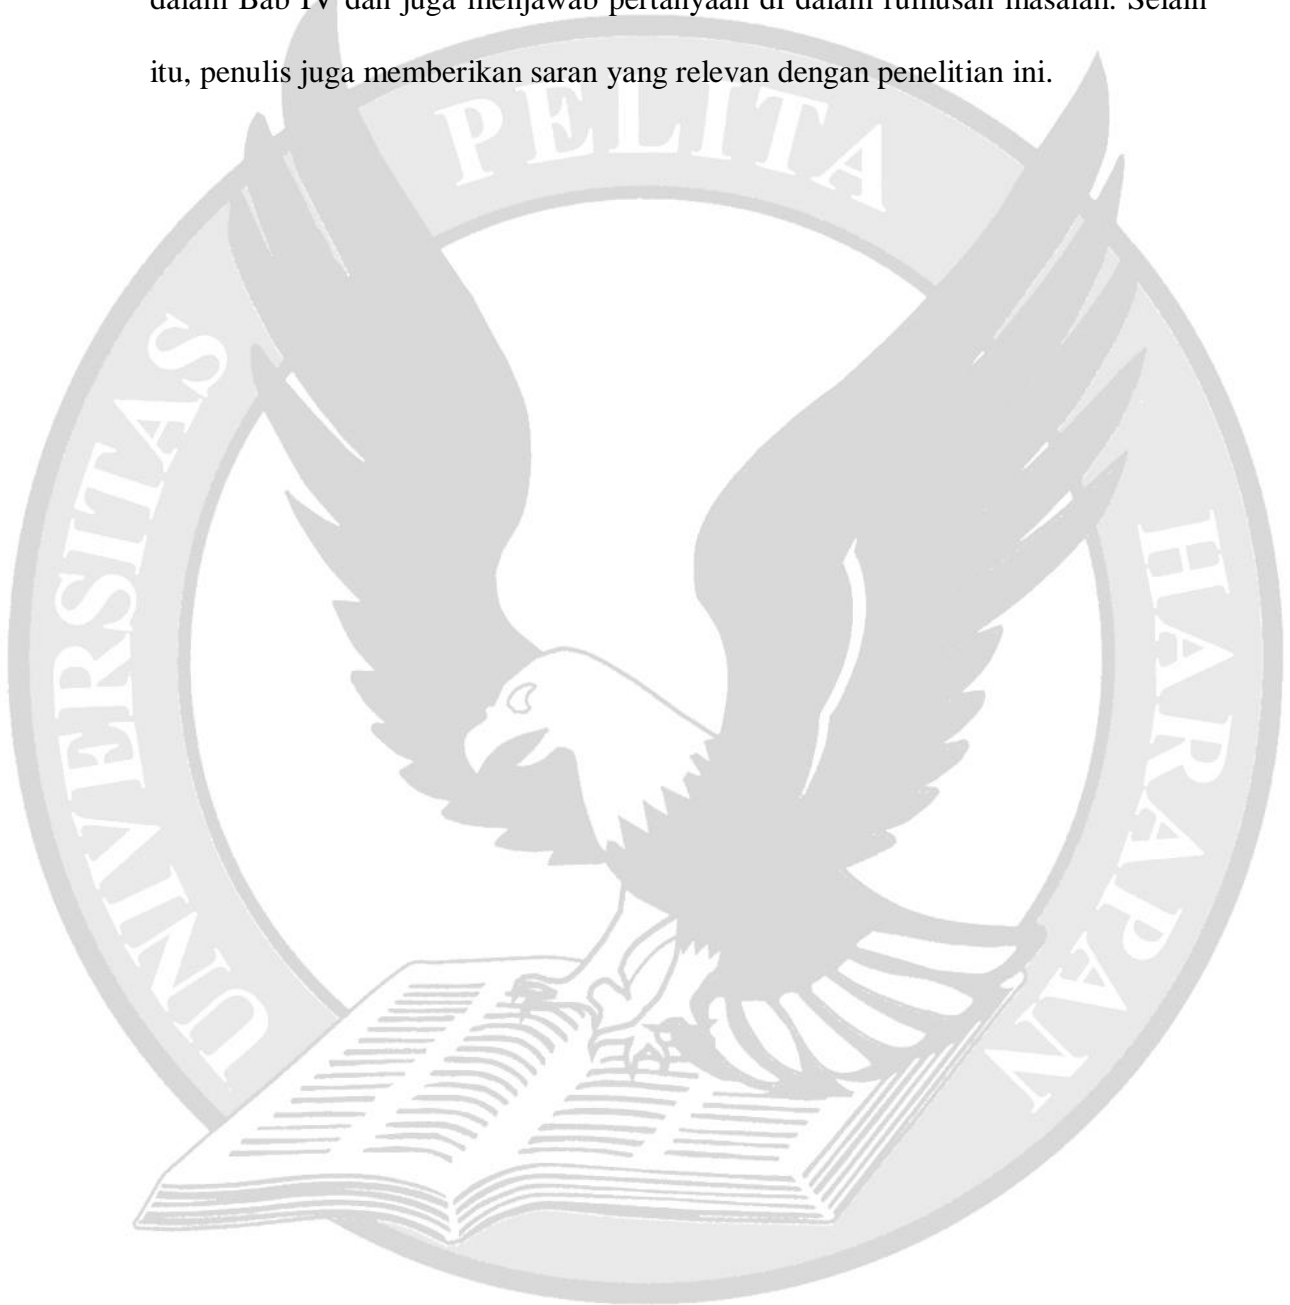 dalam Bab IV dan juga menjawab pertanyaan di dalam rumusan masalah. Selain
itu, penulis juga memberikan saran yang relevan dengan penelitian ini.
UNIVERSITAS PELITA HARAPAN